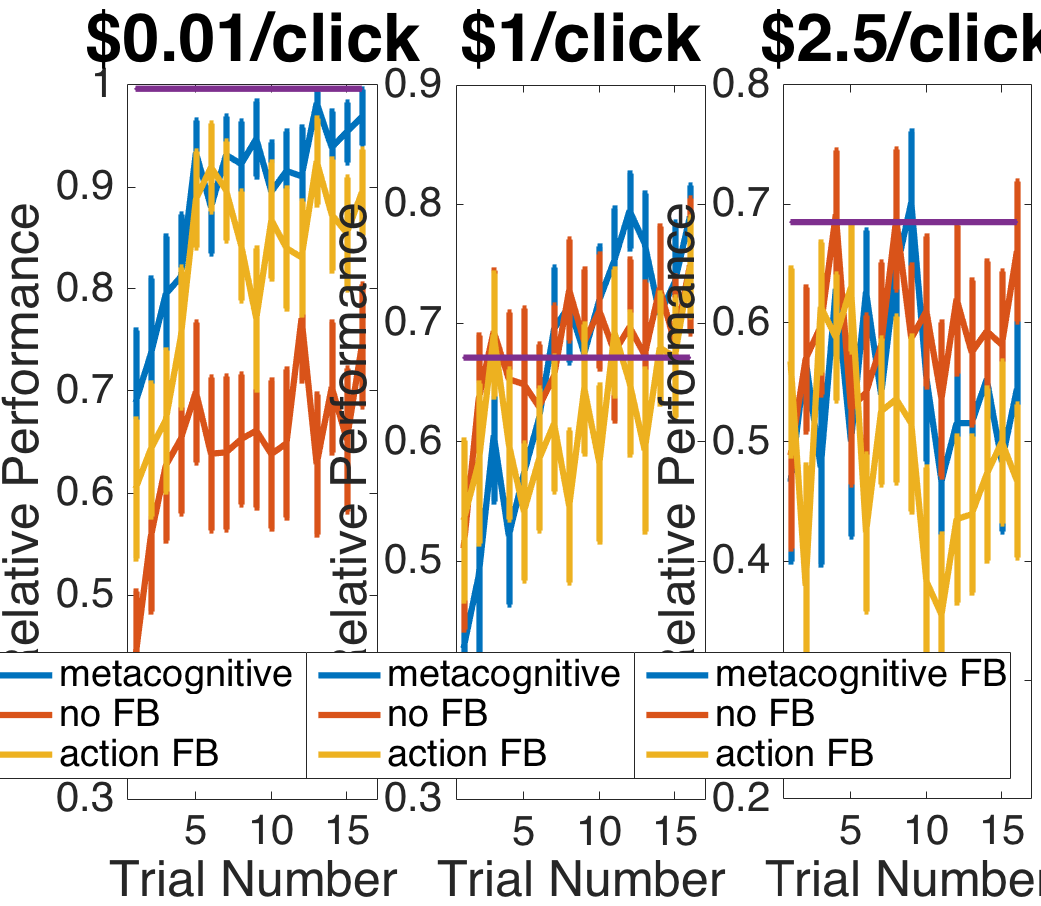 $0.01/click
$1/click
$2.5/click
1
0.9
0.8
0.7
0.6
0.5
0.3
elative Performance
5 10 15
Trial Number
metacognitive
no FB
action FB
0.9
0.8
0.7
0.6
0.5
0.3
elative Performance
5 10 15
Trial Number
metacognitive
no FB
action FB
0.8
0.7
0.6
0.5
0.4
0.2
elative Performance
5 10 15
Trial Number
metacognitive FB
no FB
action FB